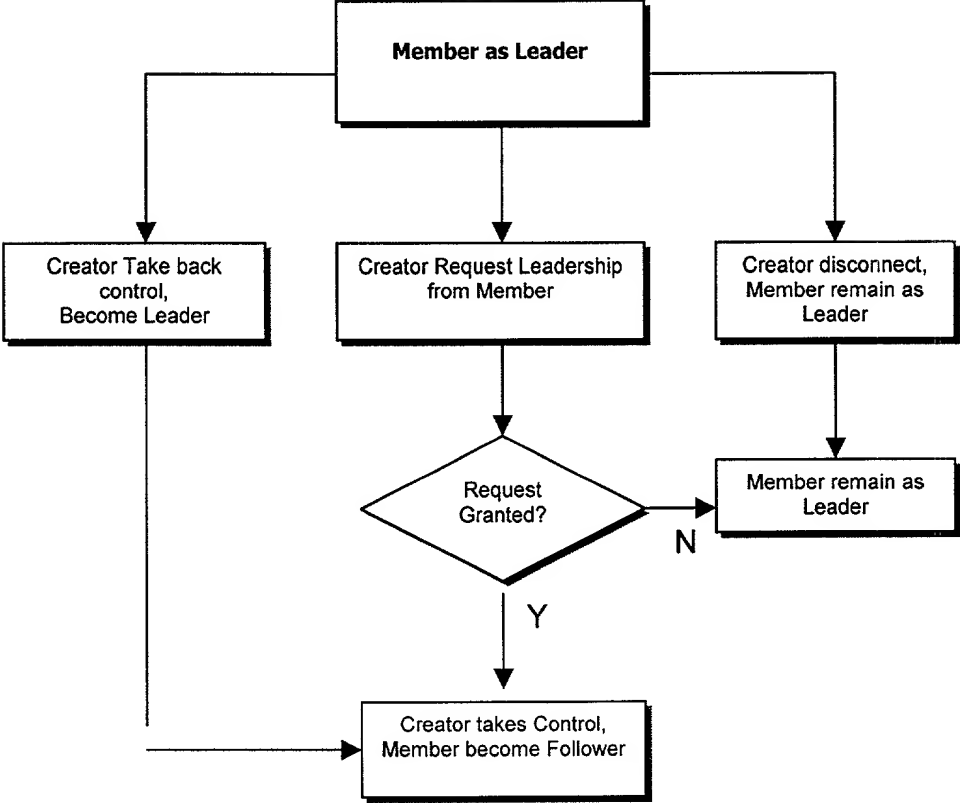 Member as Leader
Creator Take back
control,
Become Leader
Creator Request Leadership
from Member
Creator disconnect,
Member remain as
Leader
Request
Granted?
N
Member remain as
Leader
Y
Creator takes Control,
Member become Follower